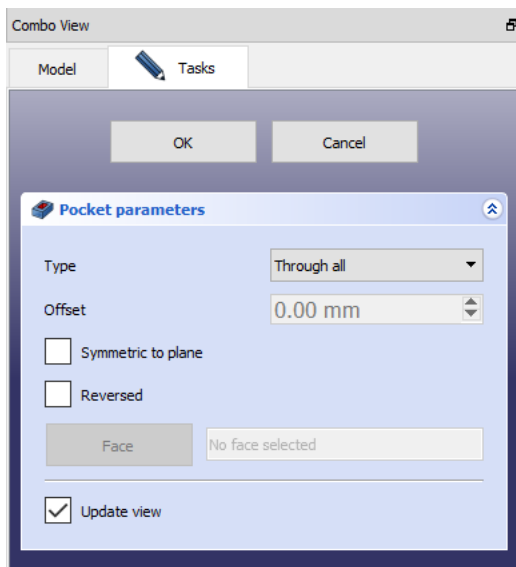 Combo View
Model Tasks
OK Cancel
Pocket parameters
Type Through all
Offset 0.00 mm
Symmetric to plane
Reversed
Face No face selected
Update view